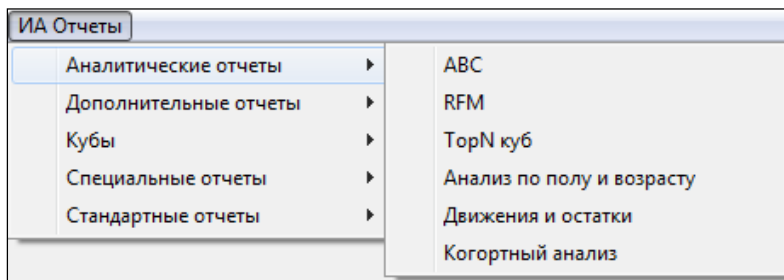 ИА Отчеты
Аналитические отчеты
Дополнительные отчеты
Кубы
Специальные отчеты
Стандартные отчеты
ABC
RFM
TopN куб
Анализ по полу и возрасту
Движения и остатки
Когортный анализ